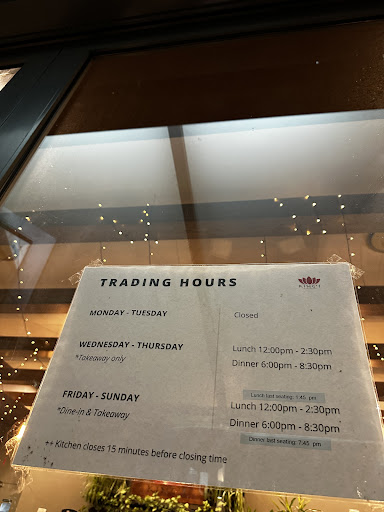 TRADING HOURS
MONDAY - TUESDAY Closed
WEDNESDAY - THURSDAY Lunch 12:00pm - 2:30pm
*Takeaway only Dinner 6:00pm - 8:30pm
Lunch last seating: 1:45 pm
FRIDAY - SUNDAY Lunch 12:00pm - 2:30pm
*Dine-in & Takeaway Dinner 6:00pm - 8:30pm
Dinner last seating: 7:45 pm
** Kitchen closes 15 minutes before closing time